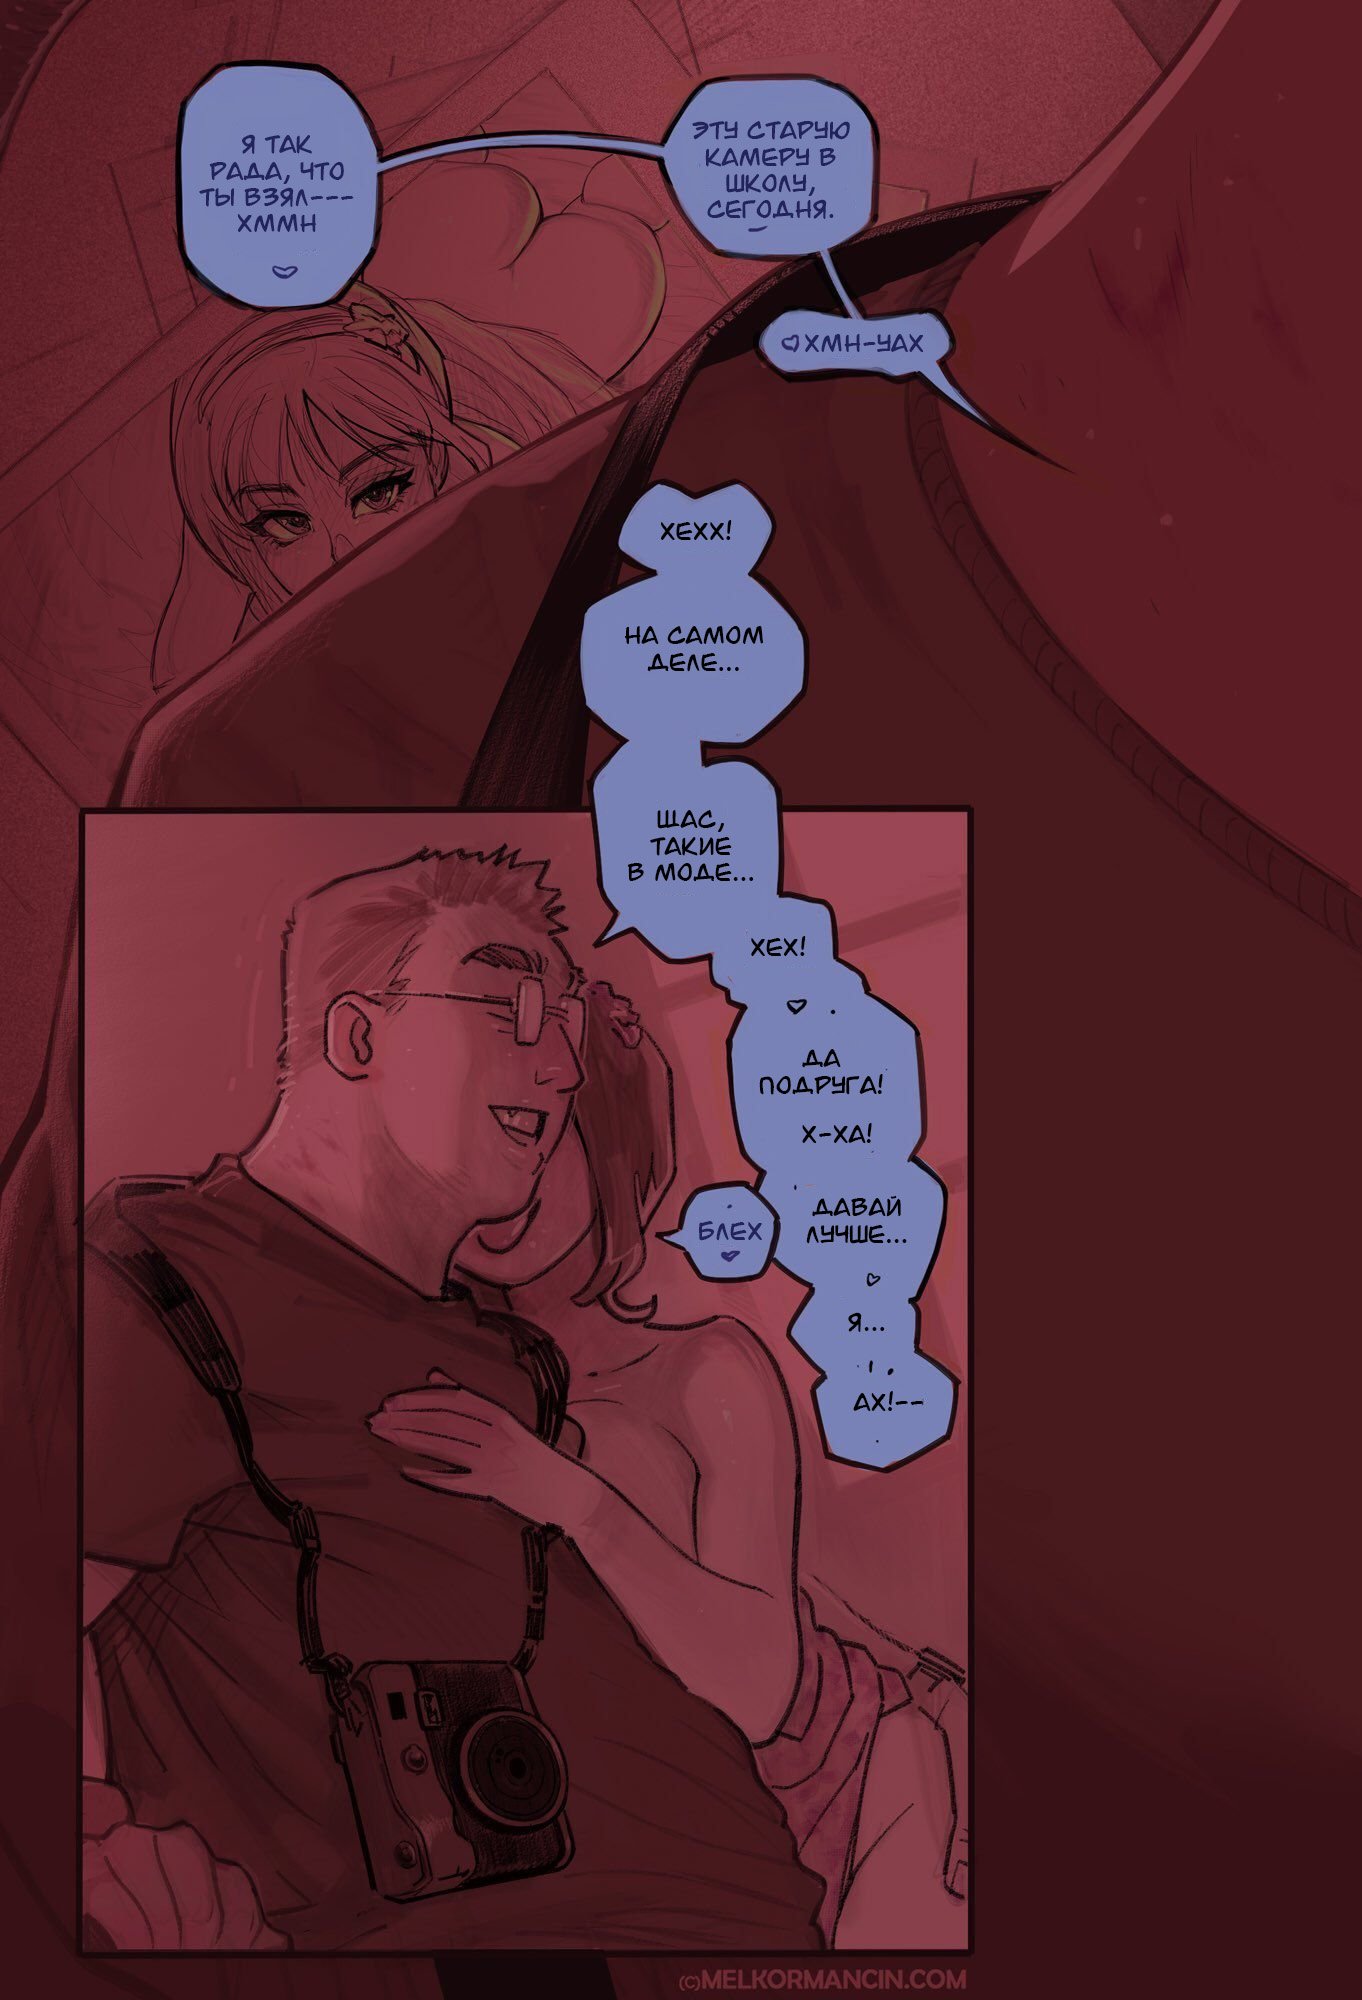 Я ТАК
РАДА, ЧТО
ТЫ ВЗЯЛ---
ХММН
ЭТУ СТАРУЮ
КАМЕРУ В
ШКОЛУ,
СЕГОДНЯ.
ХМН-УАХ
ХЕХХ!
НА САМОМ
ДЕЛЕ...
ЩАС,
ТАКИЕ
В МОДЕ...
ХЕХ!
ДА
ПОДРУГА!
Х-ХА!
БЛЕХ
ДАВАЙ
ЛУЧШЕ...
Я...
АХ!--
(C)MELKORMANCIN.COM